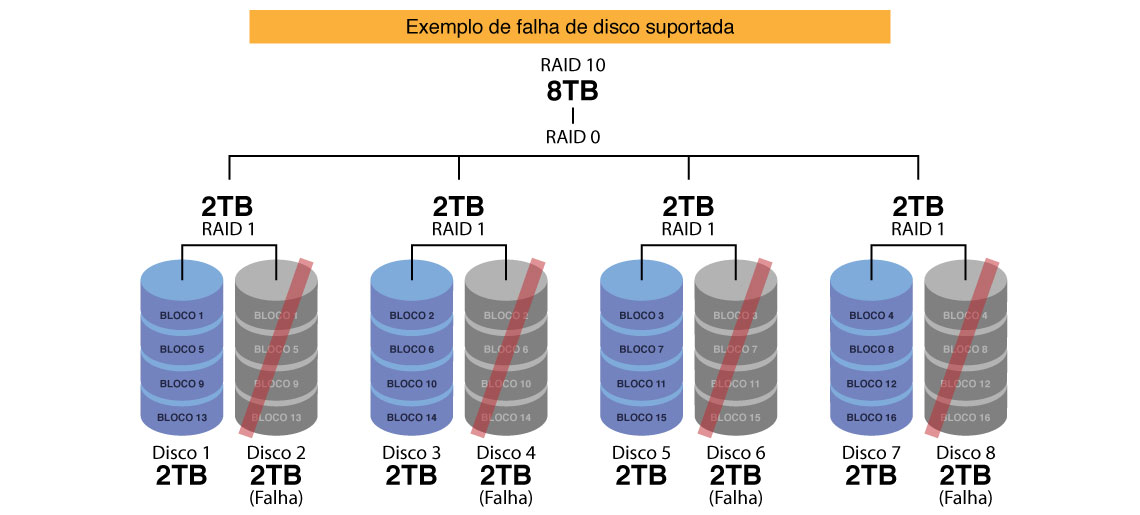 Exemplo de falha de disco suportada
RAID 10
8TB
RAID 0
2TB
RAID 1
2TB
RAID 1
2TB
RAID 1
2TB
RAID 1
BLOCO 1
BLOCO 5
BLOCO 9
BLOCO 13
BLOCO 1
BLOCO 5
BLOCO 9
BLOCO 13
BLOCO 2
BLOCO 6
BLOCO 10
BLOCO 14
BLOCO 2
BLOCO 6
BLOCO 10
BLOCO 14
BLOCO 3
BLOCO 7
BLOCO 11
BLOCO 15
BLOCO 3
BLOCO 7
BLOCO 11
BLOCO 15
BLOCO 4
BLOCO 8
BLOCO 12
BLOCO 16
BLOCO 4
BLOCO 8
BLOCO 12
BLOCO 16
Disco 1
2TB
Disco 2
2TB
(Falha)
Disco 3
2TB
Disco 4
2TB
(Falha)
Disco 5
2TB
Disco 6
2TB
(Falha)
Disco 7
2TB
Disco 8
2TB
(Falha)